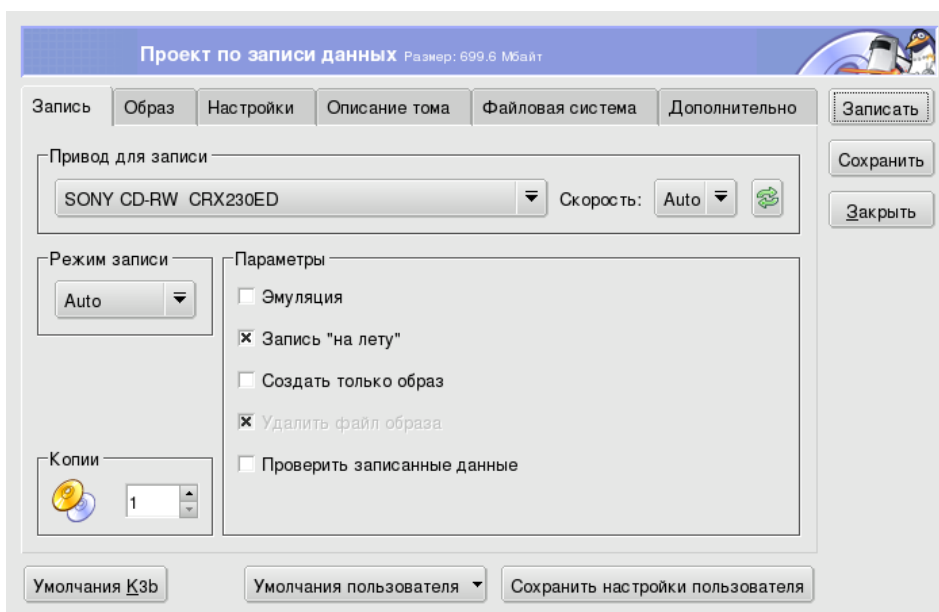 Проект по записи данных Размер: 699.6 Мбайт
Запись Образ Настройки Описание тома Файловая система Дополнительно
Записать
Сохранить
Закрыть
Привод для записи
SONY CD-RW CRX230ED Скорость: Auto
Режим записи
Auto
Параметры
Эмуляция
Запись "на лету"
Создать только образ
Удалить файл образа
Проверить записанные данные
Копии
1
Умолчания K3b Умолчания пользователя Сохранить настройки пользователя